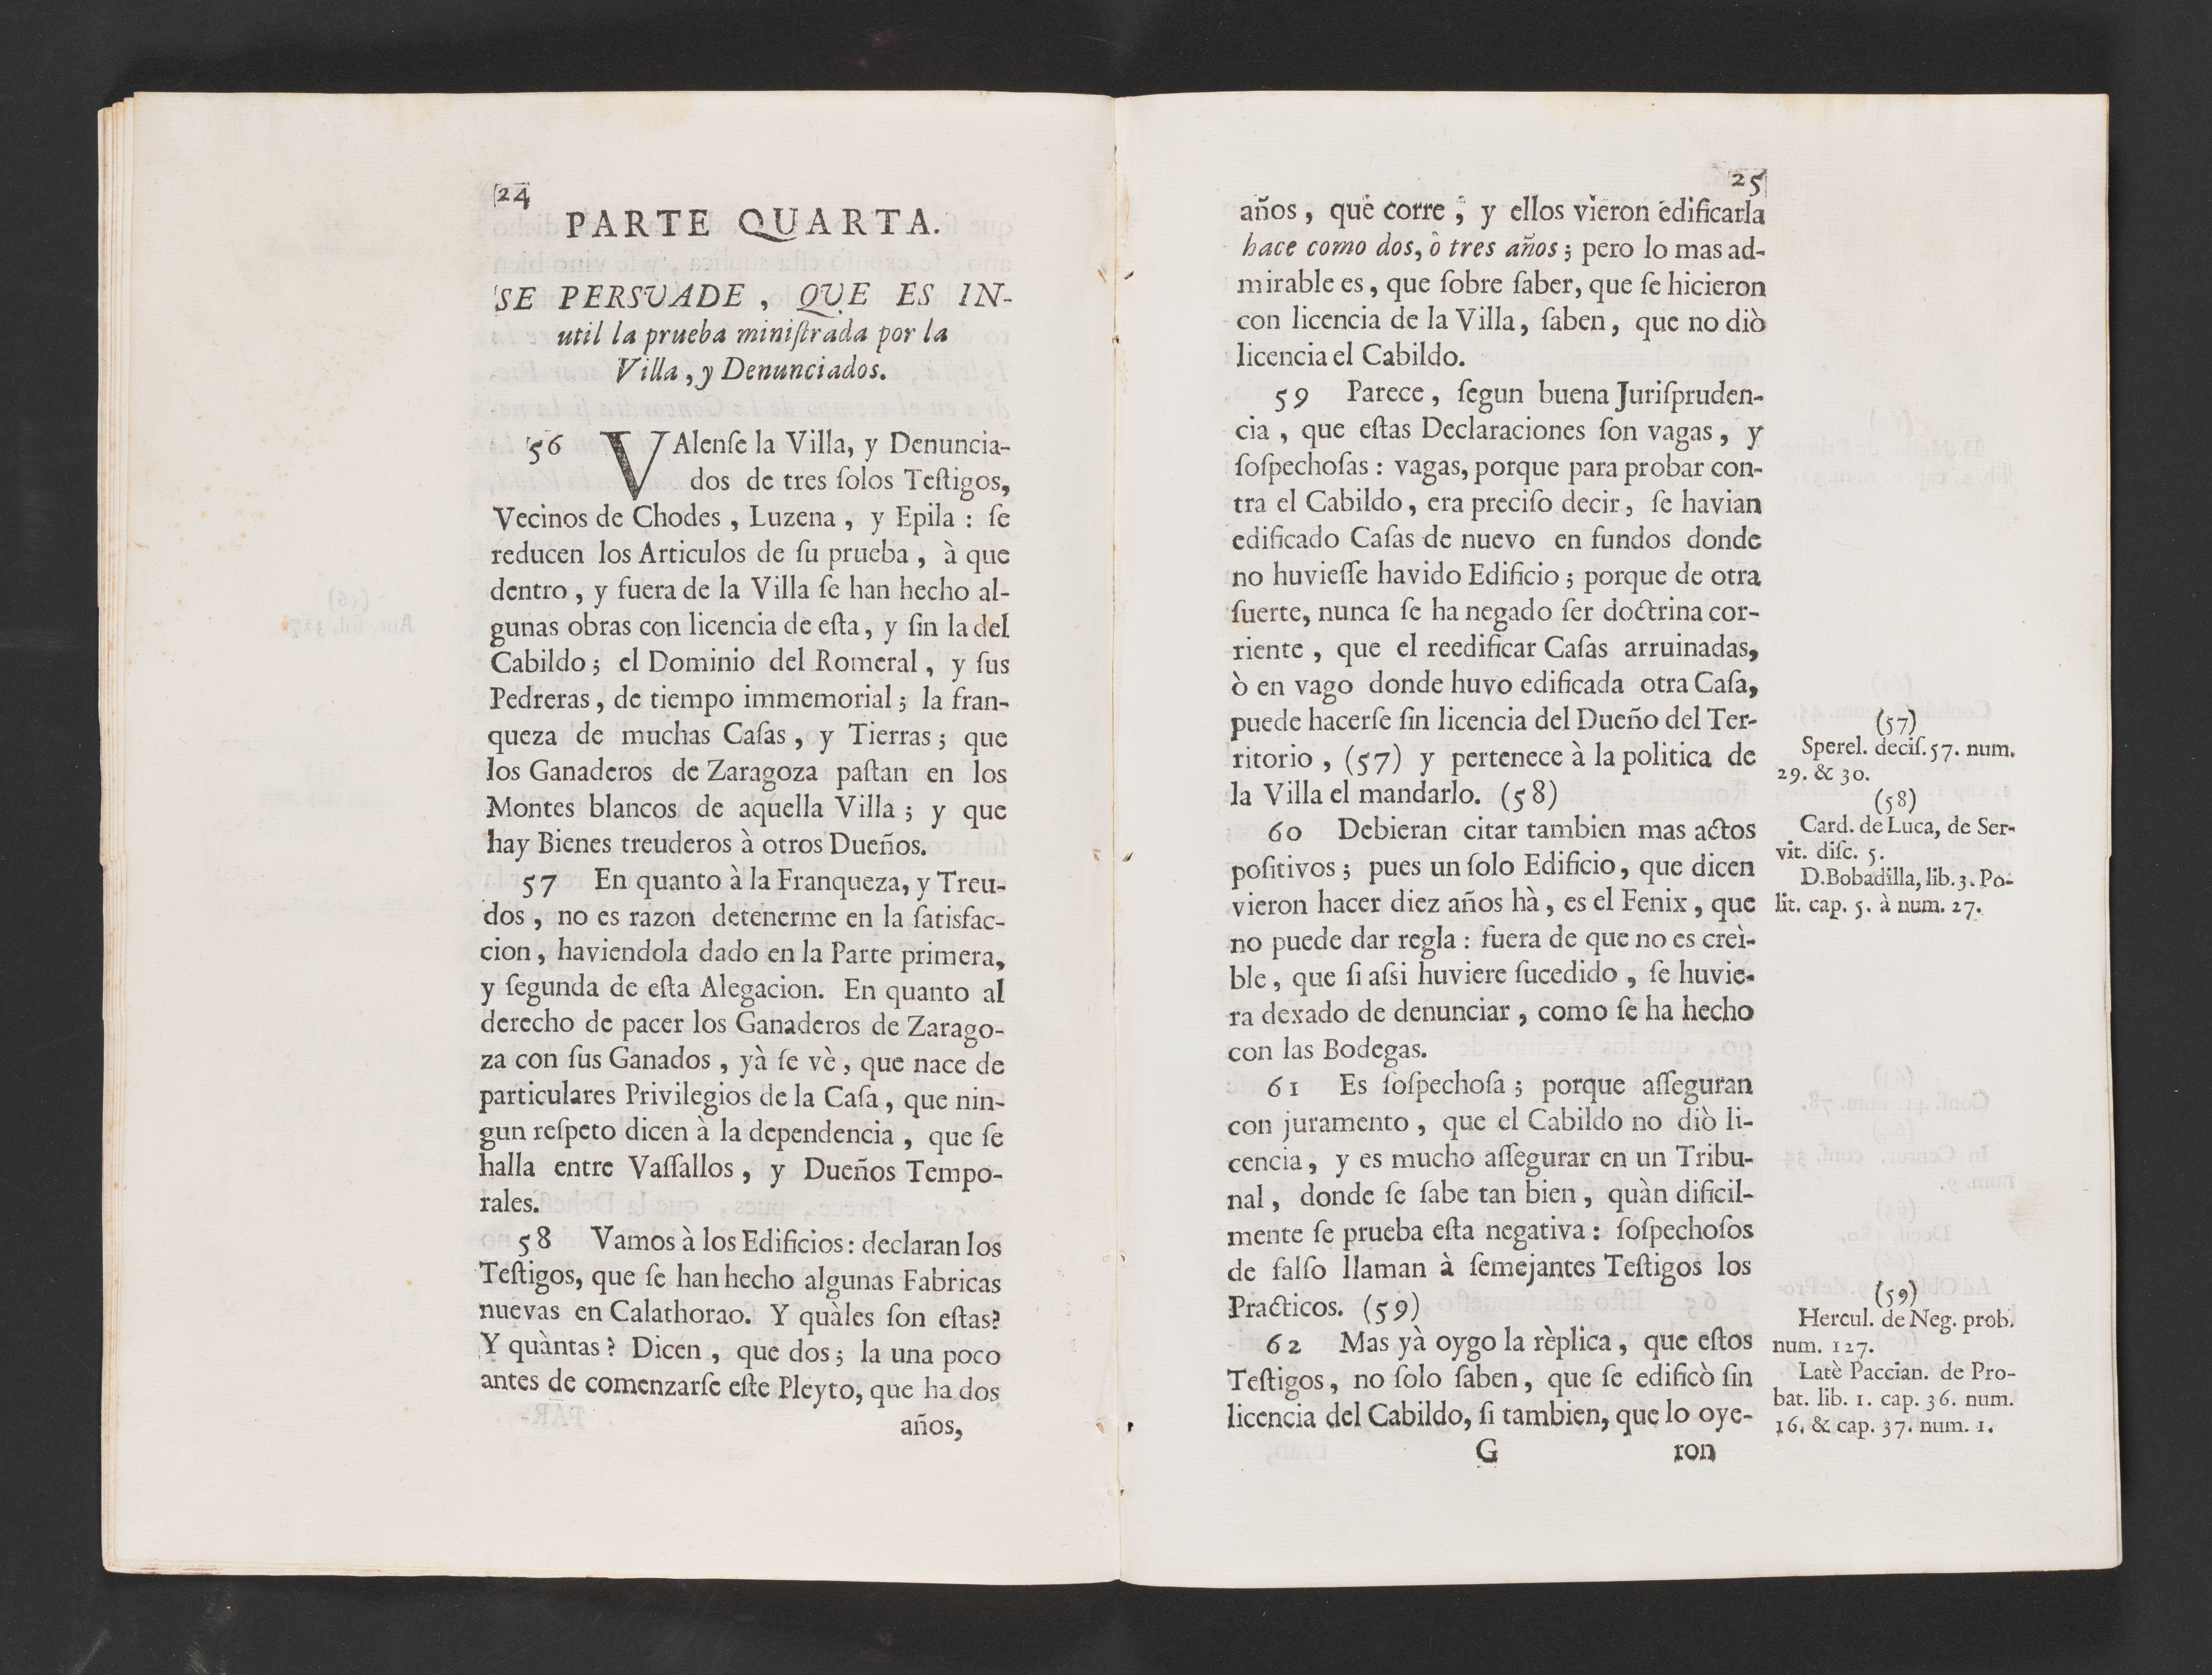 24
PARTE QUARTA.
SE PERSUADE, QUE ES IN-
util la prueba miniſtrada por la
Villa, y Denunciados.
56 VAlenſe la Villa, y Denuncia-
dos de tres ſolos Teſtigos,
Vecinos de Chodes, Luzena, y Epila: ſe
reducen los Articulos de ſu prueba, à que
dentro, y fuera de la Villa ſe han hecho al-
gunas obras con licencia de eſta, y ſin la del
Cabildo; el Dominio del Romeral, y ſus
Pedreras, de tiempo immemorial; la fran-
queza de muchas Caſas, y Tierras; que
los Ganaderos de Zaragoza paſtan en los
Montes blancos de aquella Villa; y que
hay Bienes treuderos à otros Dueños.
57 En quanto à la Franqueza, y Treu-
dos, no es razon detenerme en la ſatisfac-
cion, haviendola dado en la Parte primera,
y ſegunda de eſta Alegacion. En quanto al
derecho de pacer los Ganaderos de Zarago-
za con ſus Ganados, yà ſe vè, que nace de
particulares Privilegios de la Caſa, que nin-
gun reſpeto dicen à la dependencia, que ſe
halla entre Vaſſallos, y Dueños Tempo-
rales.
58 Vamos à los Edificios: declaran los
Teſtigos, que ſe han hecho algunas Fabricas
nuevas en Calathorao. Y quàles ſon eſtas?
Y quàntas? Dicen, que dos; la una poco
antes de comenzarſe eſte Pleyto, que ha dos
años,
25
años, que corre, y ellos vieron edificarla
hace como dos, ò tres años; pero lo mas ad-
mirable es, que ſobre ſaber, que ſe hicieron
con licencia de la Villa, ſaben, que no diò
licencia el Cabildo.
59 Parece, ſegun buena Juriſpruden-
cia, que eſtas Declaraciones ſon vagas, y
ſoſpechoſas: vagas, porque para probar con-
tra el Cabildo, era preciſo decir, ſe havian
edificado Caſas de nuevo en fundos donde
no huvieſſe havido Edificio; porque de otra
ſuerte, nunca ſe ha negado ſer doctrina cor-
riente, que el reedificar Caſas arruinadas,
ò en vago donde huvo edificada otra Caſa,
puede hacerſe ſin licencia del Dueño del Ter-
ritorio, (57) y pertenece à la politica de
la Villa el mandarlo. (58)
60 Debieran citar tambien mas actos
poſitivos; pues un ſolo Edificio, que dicen
vieron hacer diez años hà, es el Fenix, que
no puede dar regla: fuera de que no es creì-
ble, que ſi aſsi huviere ſucedido, ſe huvie-
ra dexado de denunciar, como ſe ha hecho
con las Bodegas.
61 Es ſoſpechoſa; porque aſſeguran
con juramento, que el Cabildo no diò li-
cencia, y es mucho aſſegurar en un Tribu-
nal, donde ſe ſabe tan bien, quàn dificil-
mente ſe prueba eſta negativa: ſoſpechoſos
de falſo llaman à ſemejantes Teſtigos los
Practicos. (59)
62 Mas yà oygo la rèplica, que eſtos
Teſtigos, no ſolo ſaben, que ſe edificò ſin
licencia del Cabildo, ſi tambien, que lo oye-
G ron
(57)
Sperel. deciſ. 57. num.
29. & 30.
(58)
Card. de Luca, de Ser-
vit. diſc. 5.
D. Bobadilla, lib. 3. Po-
lit. cap. 5. à num. 27.
(59)
Hercul. de Neg. prob.
num. 127.
Latè Paccian. de Pro-
bat. lib. 1. cap. 36. num.
16. & cap. 37. num. 1.